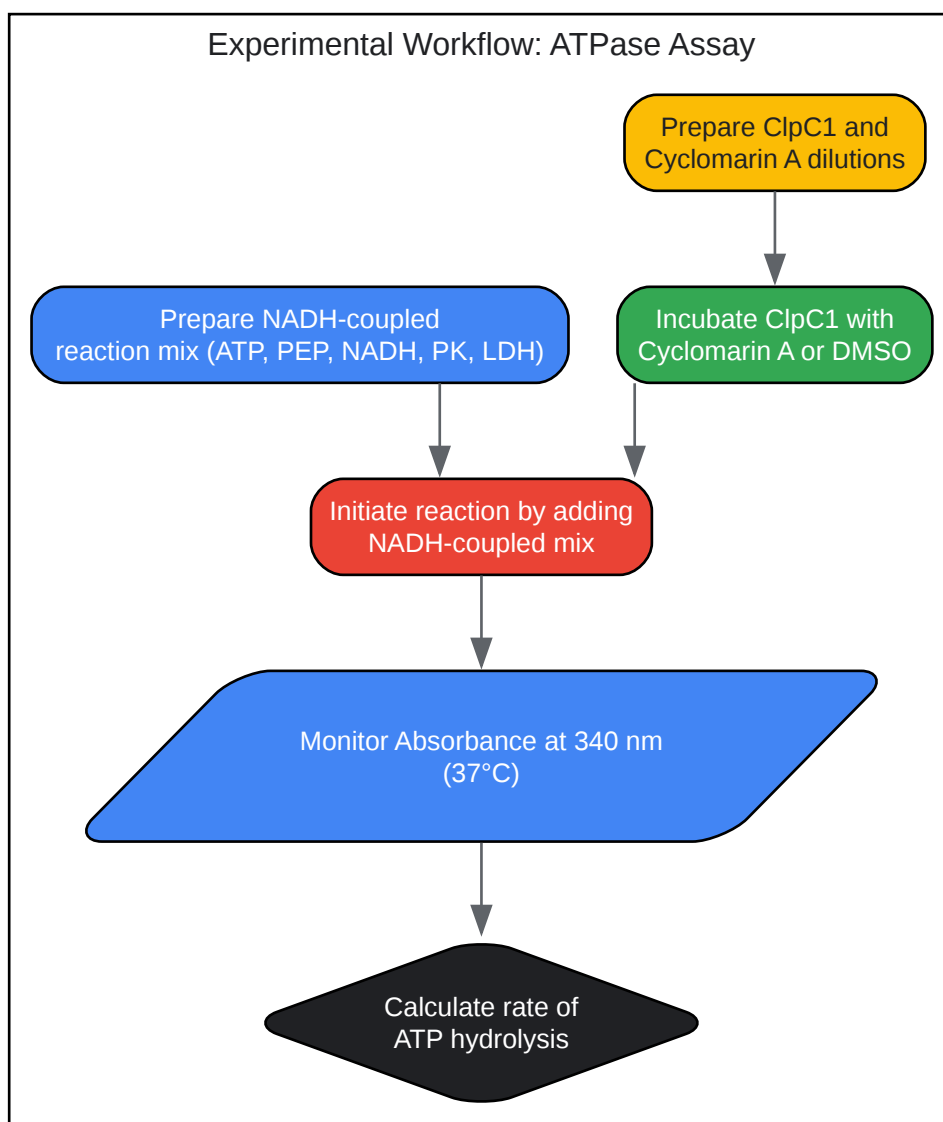 Experimental Workflow: ATPase Assay
Prepare ClpC1 and
Cyclomarin A dilutions
Prepare NADH-coupled
reaction mix (ATP, PEP, NADH, PK, LDH)
Incubate ClpC1 with
Cyclomarin A or DMSO
Initiate reaction by adding
NADH-coupled mix
Monitor Absorbance at 340 nm
(37°C)
Calculate rate of
ATP hydrolysis